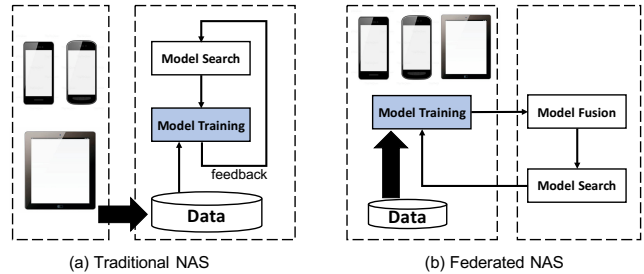 Model Search
Model Training
feedback
Data
(a) Traditional NAS
Model Training
Model Fusion
Model Search
Data
(b) Federated NAS